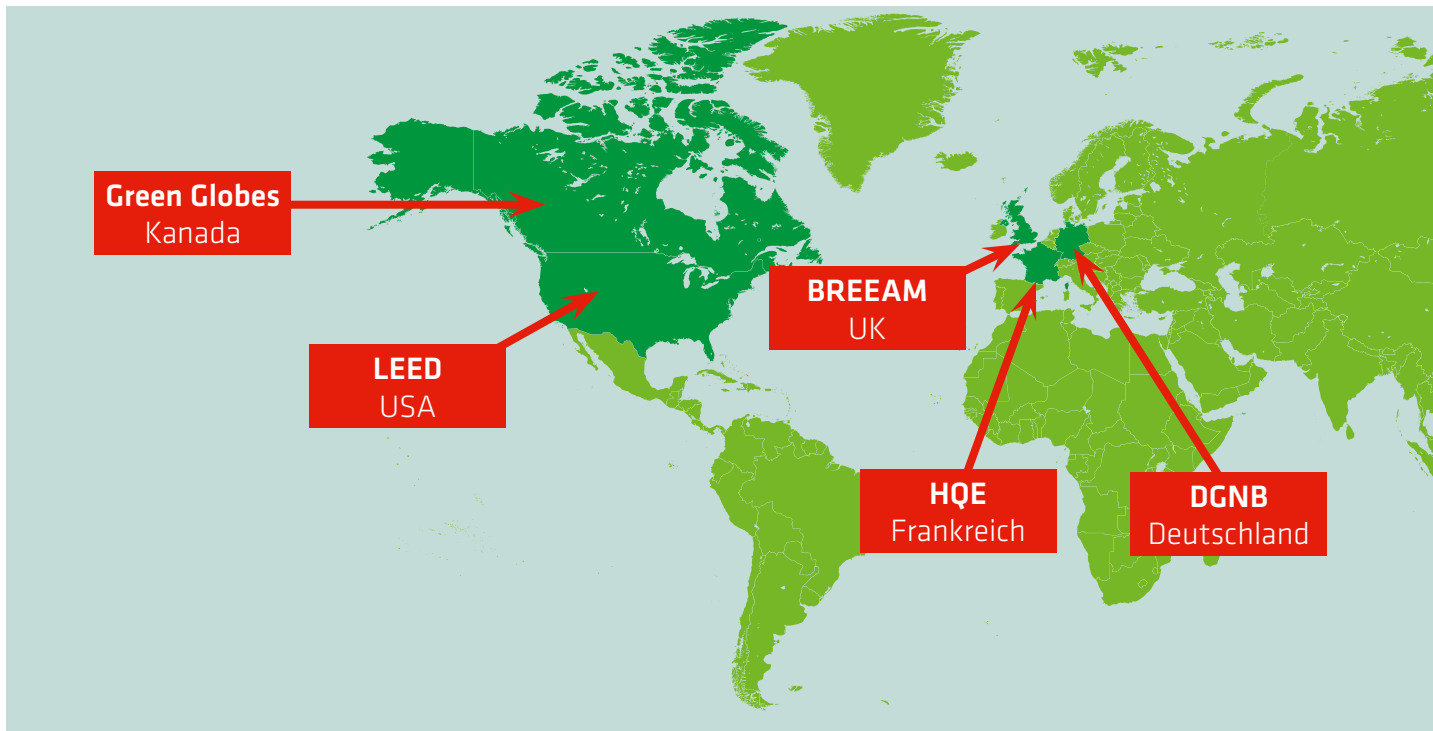 Green Globes
Kanada
LEED
USA
BREEAM
UK
HQE
Frankreich
DGNB
Deutschland